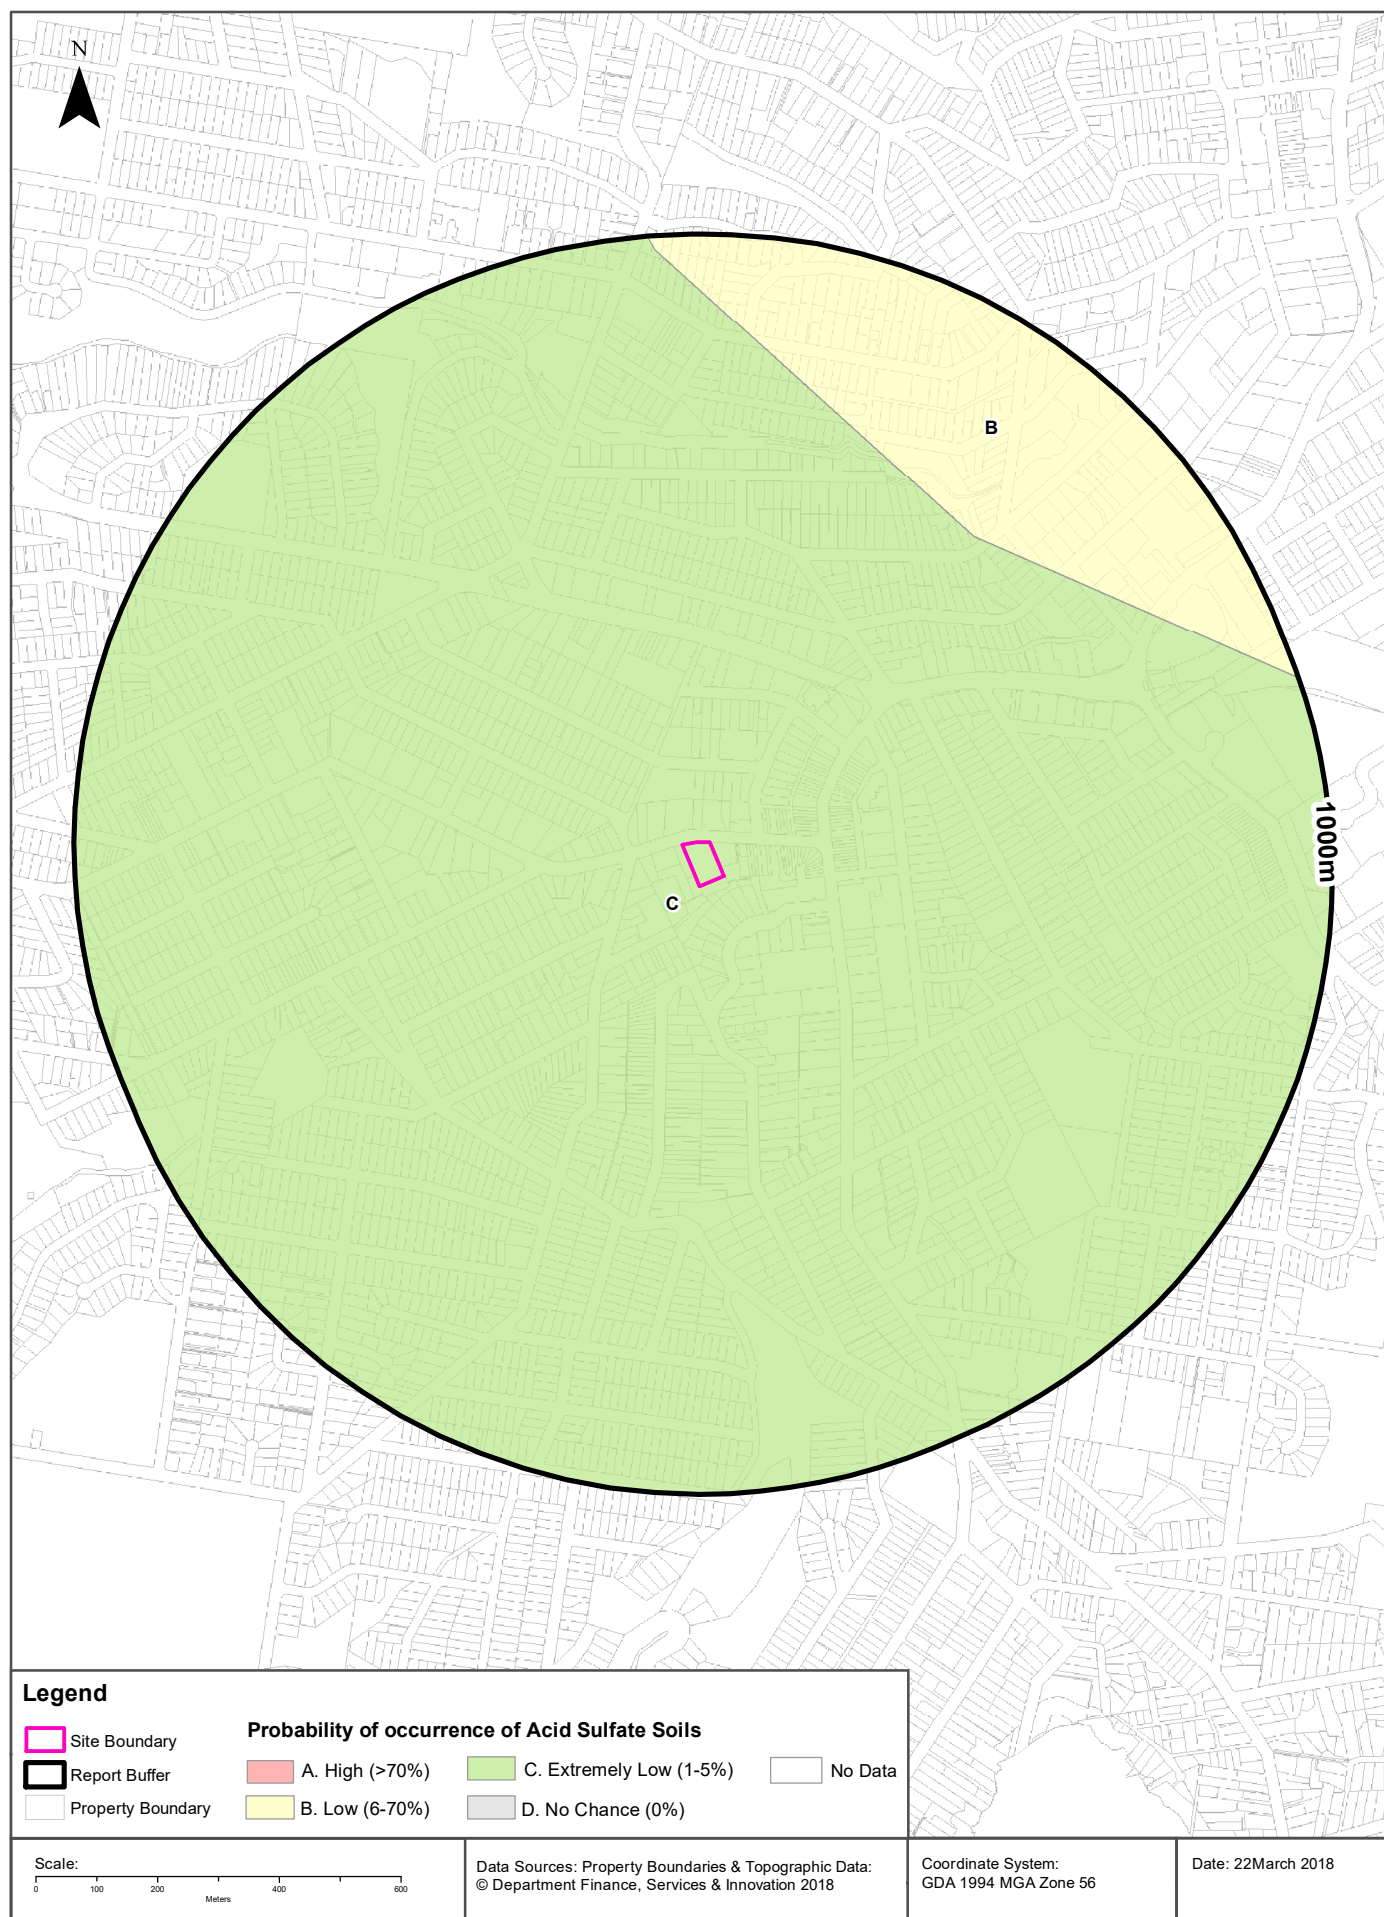 N
B
1000m
C
Legend
Site Boundary
Report Buffer
Property Boundary
Probability of occurrence of Acid Sulfate Soils
A. High (>70%)
C. Extremely Low (1-5%)
No Data
B. Low (6-70%)
D. No Chance (0%)
Scale:
0 100 200 400 600
Meters
Data Sources: Property Boundaries & Topographic Data:
© Department Finance, Services & Innovation 2018
Coordinate System:
GDA 1994 MGA Zone 56
Date: 22March 2018